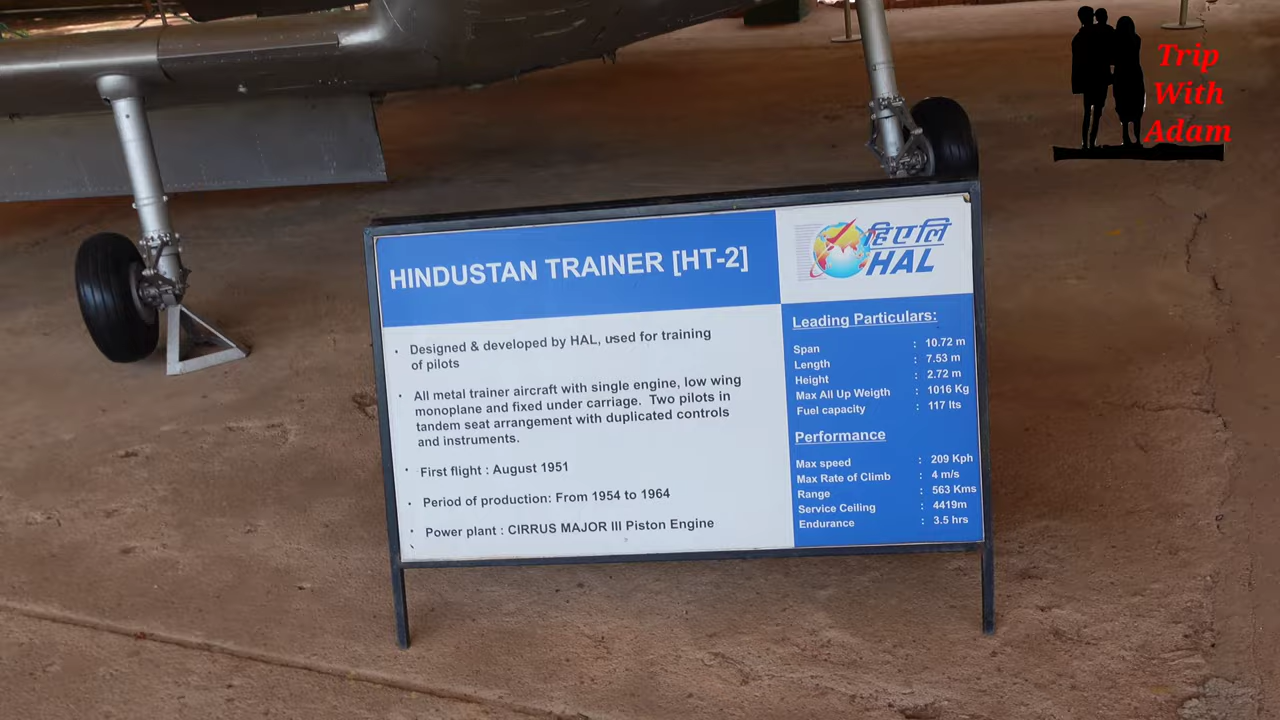 Trip
With
Adam
HINDUSTAN TRAINER [HT-2]
हिएलि
HAL
• Designed & developed by HAL, used for training
of pilots
• All metal trainer aircraft with single engine, low wing
monoplane and fixed under carriage. Two pilots in
tandem seat arrangement with duplicated controls
and instruments.
• First flight : August 1951
• Period of production: From 1954 to 1964
• Power plant : CIRRUS MAJOR III Piston Engine
Leading Particulars:
Span : 10.72 m
Length : 7.53 m
Height : 2.72 m
Max All Up Weigth : 1016 Kg
Fuel capacity : 117 lts
Performance
Max speed : 209 Kph
Max Rate of Climb : 4 m/s
Range : 563 Kms
Service Ceiling : 4419m
Endurance : 3.5 hrs